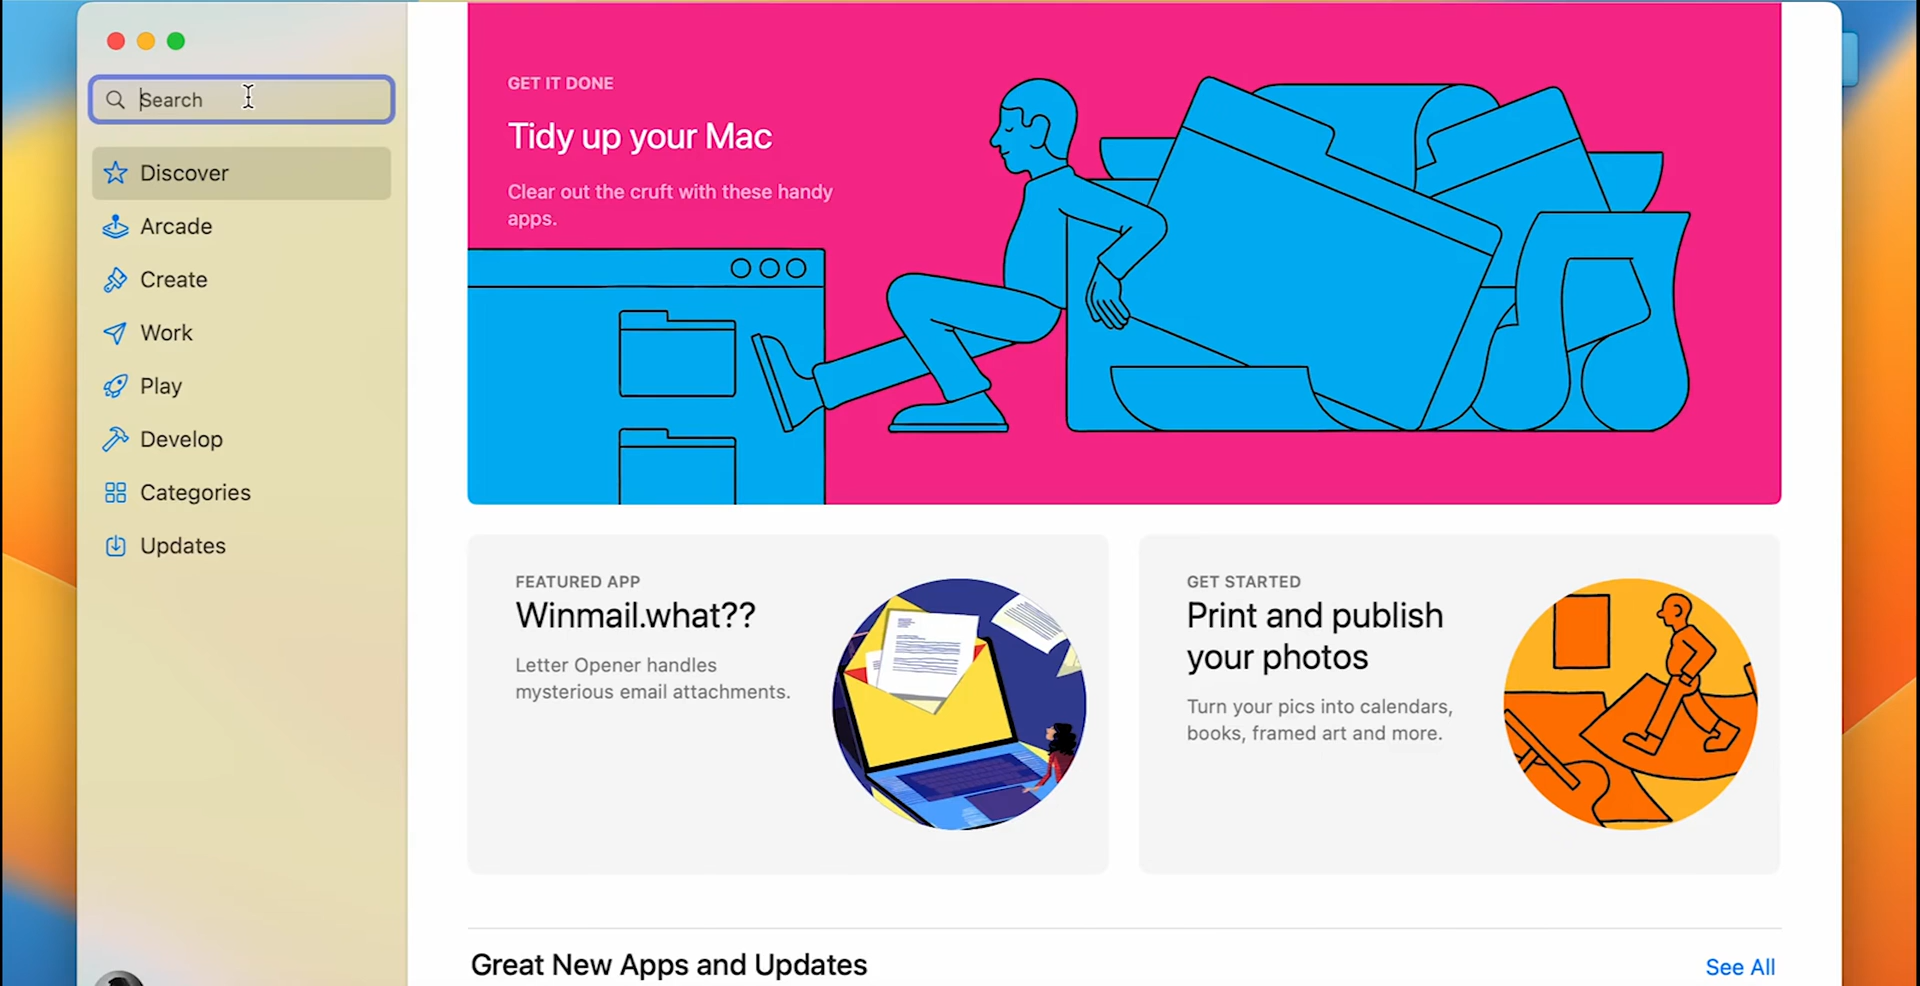 Search
Discover
Arcade
Create
Work
Play
Develop
Categories
Updates
GET IT DONE
Tidy up your Mac
Clear out the cruft with these handy
apps.
FEATURED APP
Winmail.what??
Letter Opener handles
mysterious email attachments.
GET STARTED
Print and publish
your photos
Turn your pics into calendars,
books, framed art and more.
Great New Apps and Updates
See All